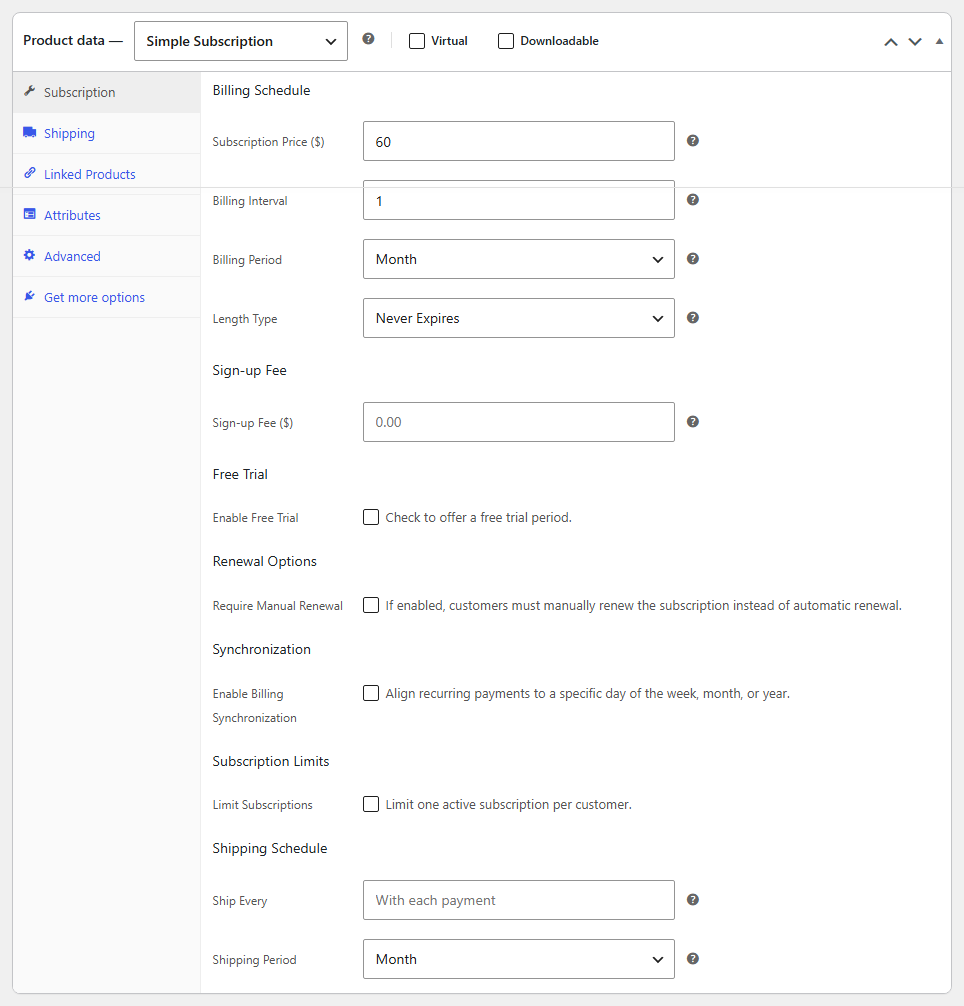 Product data — Simple Subscription Virtual Downloadable
Subscription
Shipping
Linked Products
Attributes
Advanced
Get more options
Billing Schedule
Subscription Price ($) 60
Billing Interval 1
Billing Period Month
Length Type Never Expires
Sign-up Fee
Sign-up Fee ($) 0.00
Free Trial
Enable Free Trial Check to offer a free trial period.
Renewal Options
Require Manual Renewal If enabled, customers must manually renew the subscription instead of automatic renewal.
Synchronization
Enable Billing Align recurring payments to a specific day of the week, month, or year.
Synchronization
Subscription Limits
Limit Subscriptions Limit one active subscription per customer.
Shipping Schedule
Ship Every With each payment
Shipping Period Month